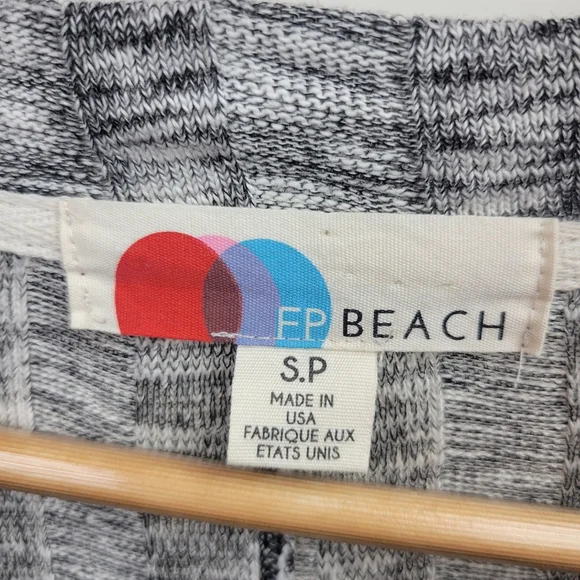 FP BEACH
S.P
MADE IN
USA
FABRIQUE AUX
ETATS UNIS